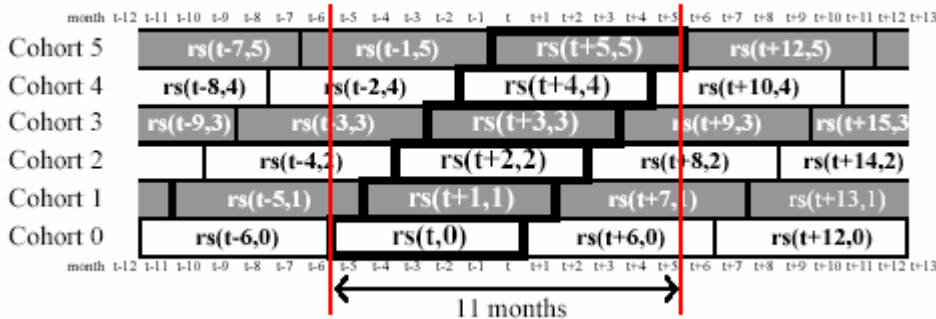 month t-12 t-11 t-10 t-9 t-8 t-7 t-6 t-5 t-4 t-3 t-2 t-1 t t+1 t+2 t+3 t+4 t+5 t+6 t+7 t+8 t+9 t+10 t+11 t+12 t+13
Cohort 5 rs(t-7,5) rs(t-1,5) rs(t+5,5) rs(t+12,5)
Cohort 4 rs(t-8,4) rs(t-2,4) rs(t+4,4) rs(t+10,4)
Cohort 3 rs(t-9,3) rs(t-3,3) rs(t+3,3) rs(t+9,3) rs(t+15,3
Cohort 2 rs(t-4,2) rs(t+2,2) rs(t+8,2) rs(t+14,2)
Cohort 1 rs(t-5,1) rs(t+1,1) rs(t+7,1) rs(t+13,1)
Cohort 0 rs(t-6,0) rs(t,0) rs(t+6,0) rs(t+12,0)
month t-12 t-11 t-10 t-9 t-8 t-7 t-6 t-5 t-4 t-3 t-2 t-1 t t+1 t+2 t+3 t+4 t+5 t+6 t+7 t+8 t+9 t+10 t+11 t+12 t+13
11 months